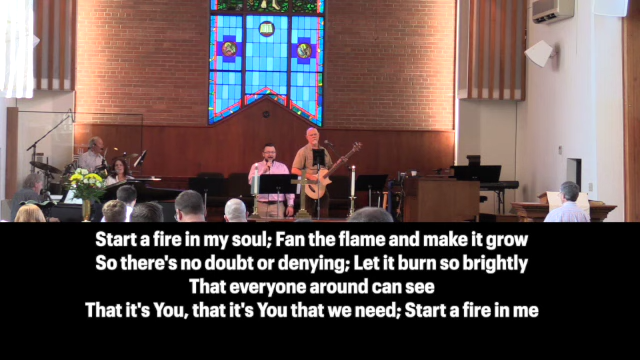 Start a fire in my soul; Fan the flame and make it grow
So there's no doubt or denying; Let it burn so brightly
That everyone around can see
That it's You, that it's You that we need; Start a fire in me